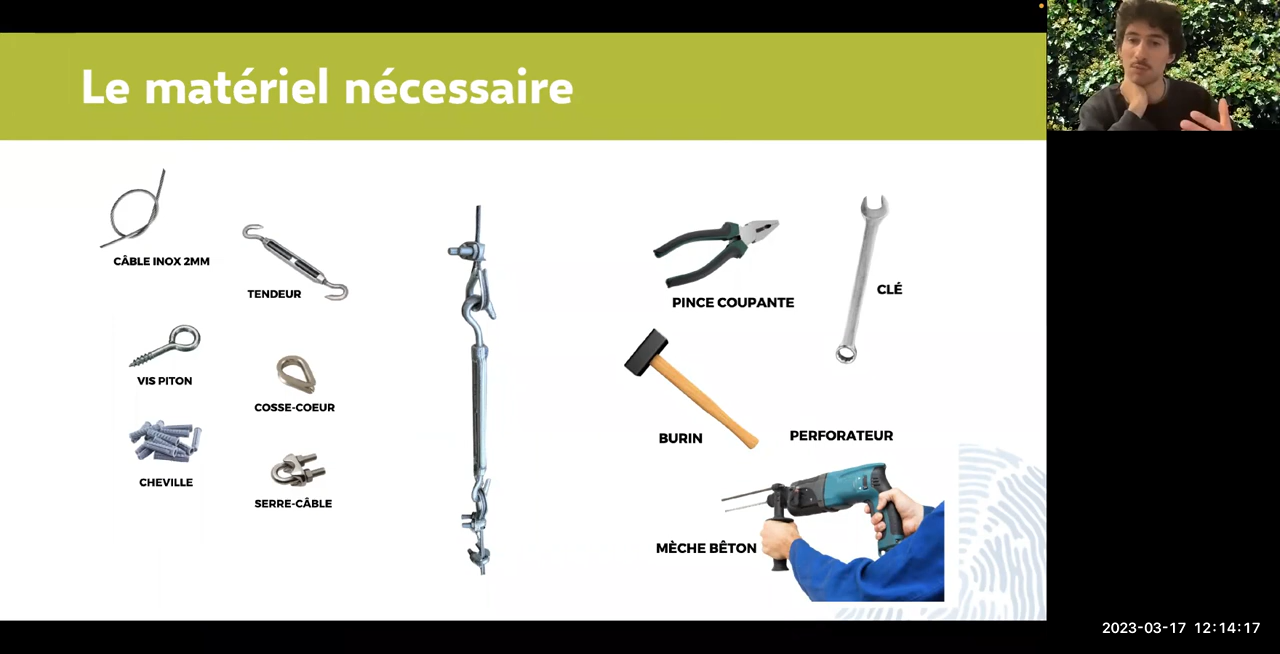 Le matériel nécessaire
CÂBLE INOX 2MM
TENDEUR
VIS PITON
COSSE-COEUR
CHEVILLE
SERRE-CÂBLE
PINCE COUPANTE
CLÉ
BURIN
PERFORATEUR
MÈCHE BÊTON
2023-03-17 12:14:17